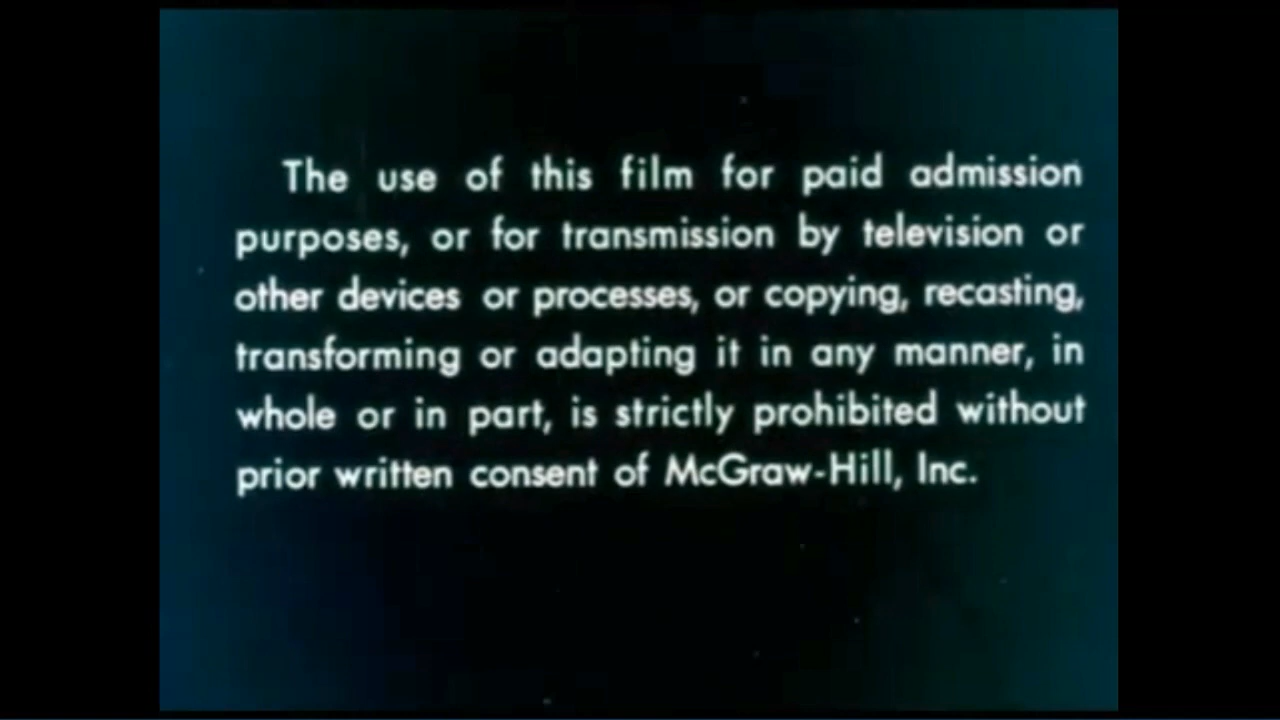 The use of this film for paid admission
purposes, or for transmission by television or
other devices or processes, or copying, recasting,
transforming or adapting it in any manner, in
whole or in part, is strictly prohibited without
prior written consent of McGraw-Hill, Inc.